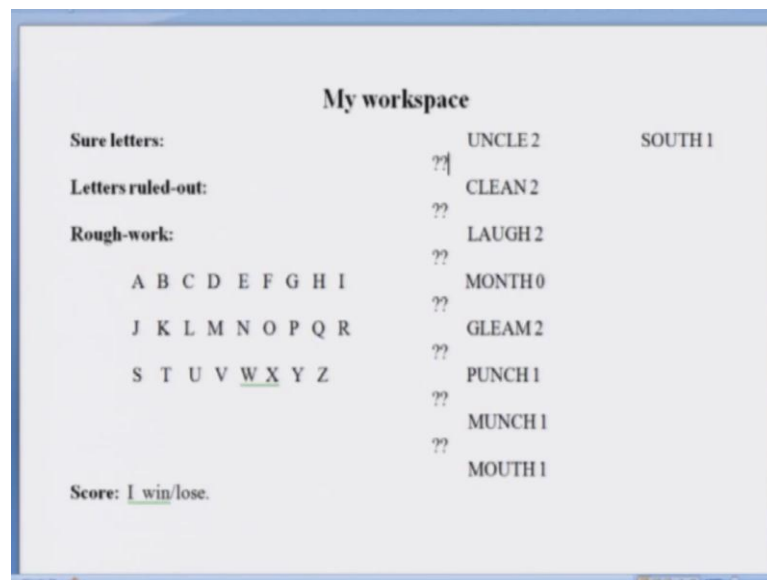 My workspace
Sure letters:
UNCLE 2 SOUTH 1
??
Letters ruled-out:
CLEAN 2
??
Rough-work:
LAUGH 2
??
A B C D E F G H I
MONTH 0
??
J K L M N O P Q R
GLEAM 2
??
S T U V W X Y Z
PUNCH 1
??
MUNCH 1
??
MOUTH 1
Score: I win/lose.